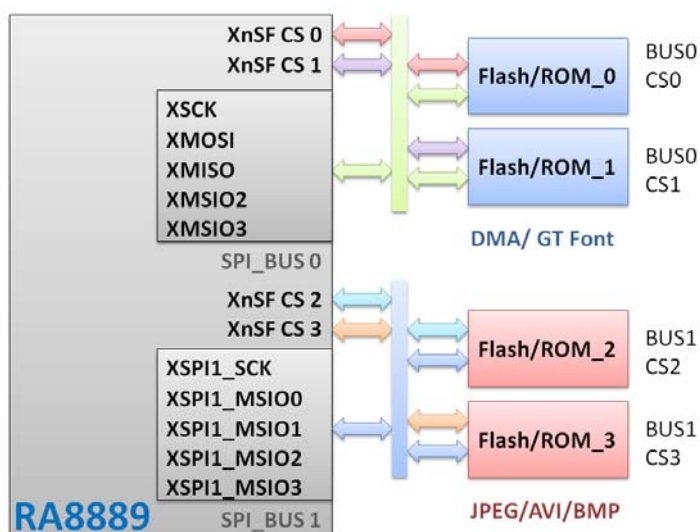 XnSF CS 0
XnSF CS 1
XSCK
XMOSI
XMISO
XMSIO2
XMSIO3
SPI_BUS 0
Flash/ROM_0
BUS0
CS0
Flash/ROM_1
BUS0
CS1
DMA/ GT Font
XnSF CS 2
XnSF CS 3
XSPI1_SCK
XSPI1_MSIO0
XSPI1_MSIO1
XSPI1_MSIO2
XSPI1_MSIO3
RA8889
SPI_BUS 1
Flash/ROM_2
BUS1
CS2
Flash/ROM_3
BUS1
CS3
JPEG/AVI/BMP